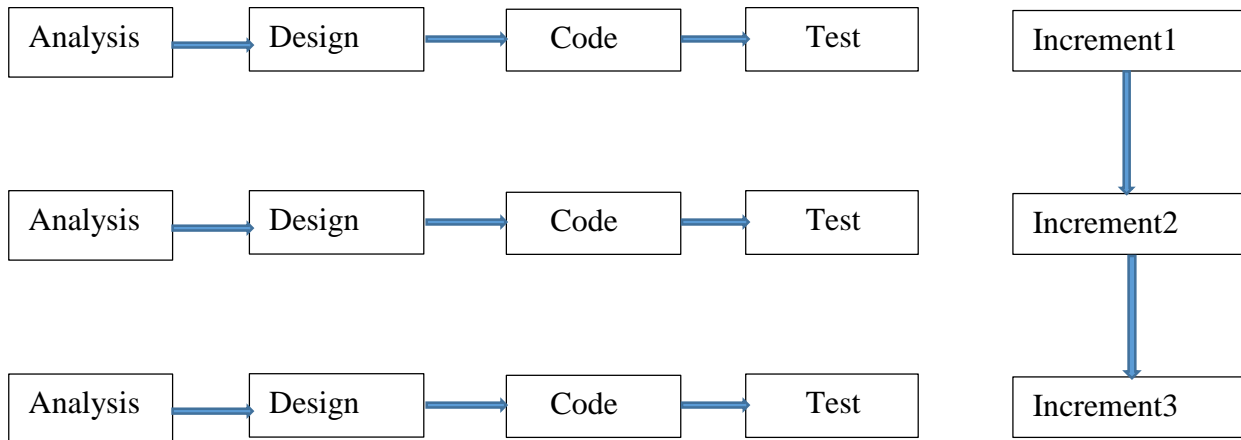 Analysis Design Code Test Increment1
Analysis Design Code Test Increment2
Analysis Design Code Test Increment3